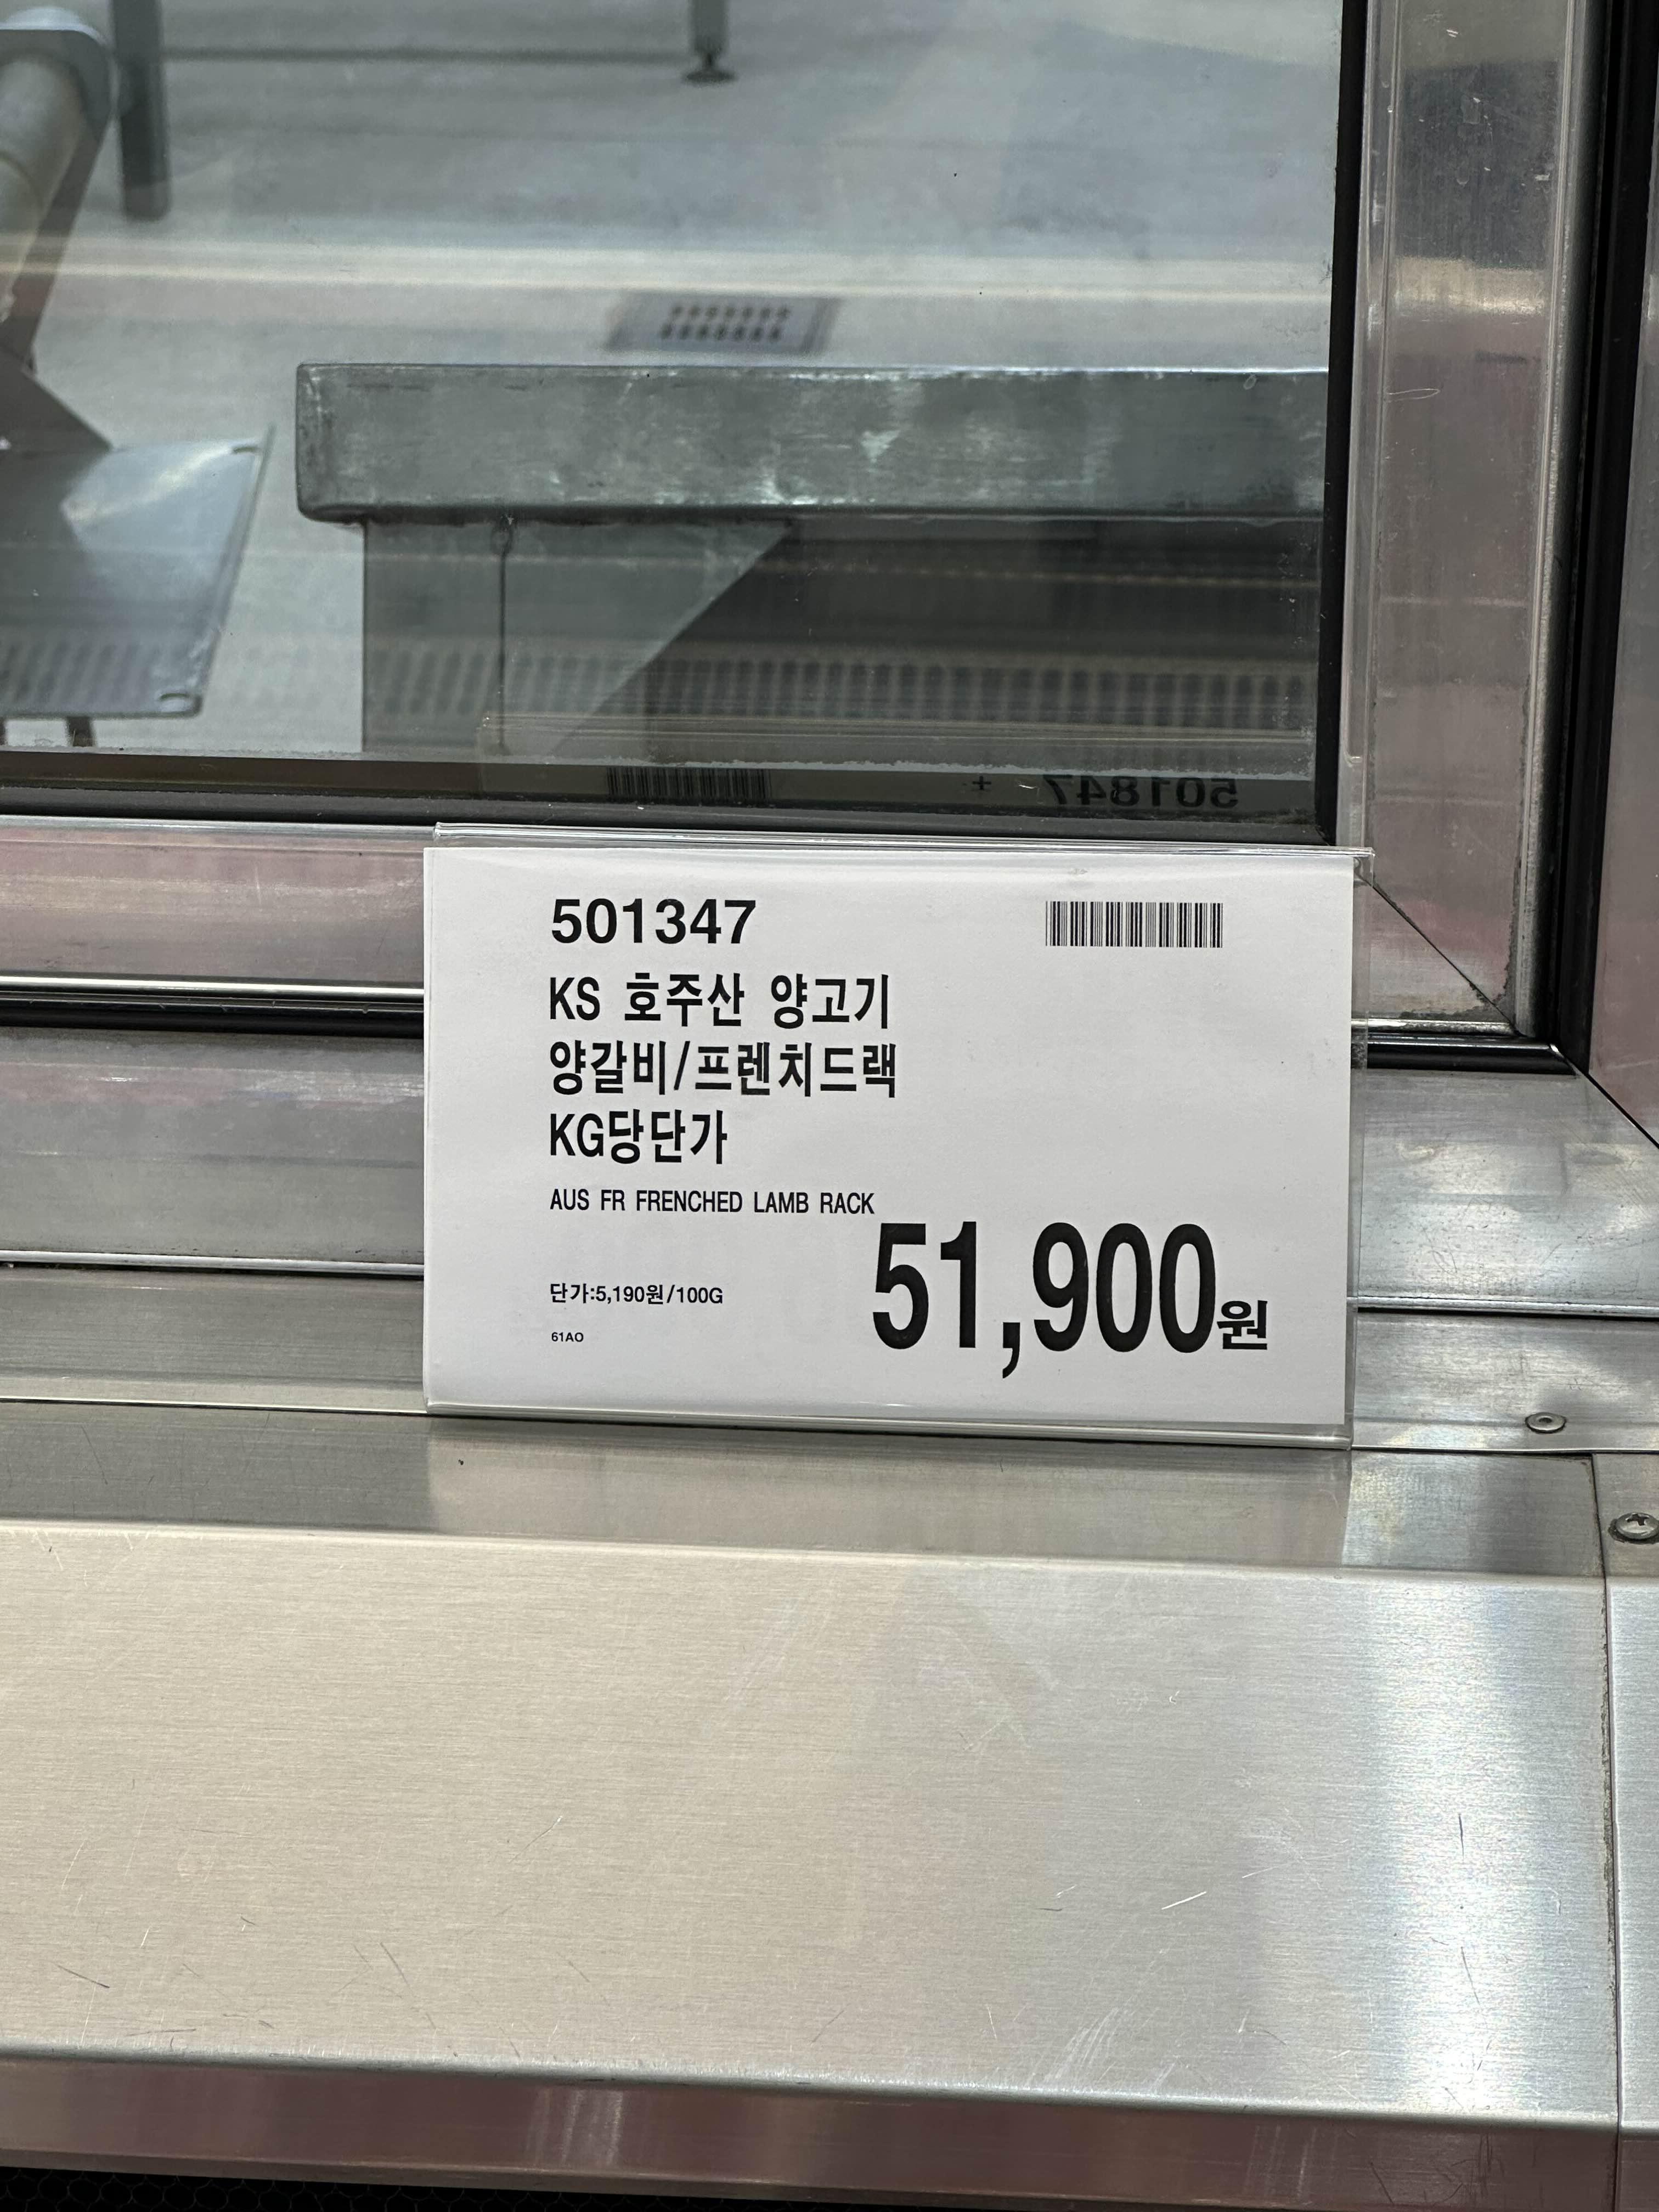 501347
KS 호주산 양고기
양갈비/프렌치드랙
KG당단가
AUS FR FRENCHED LAMB RACK
51,900원
단가:5,190원/100G
61AO